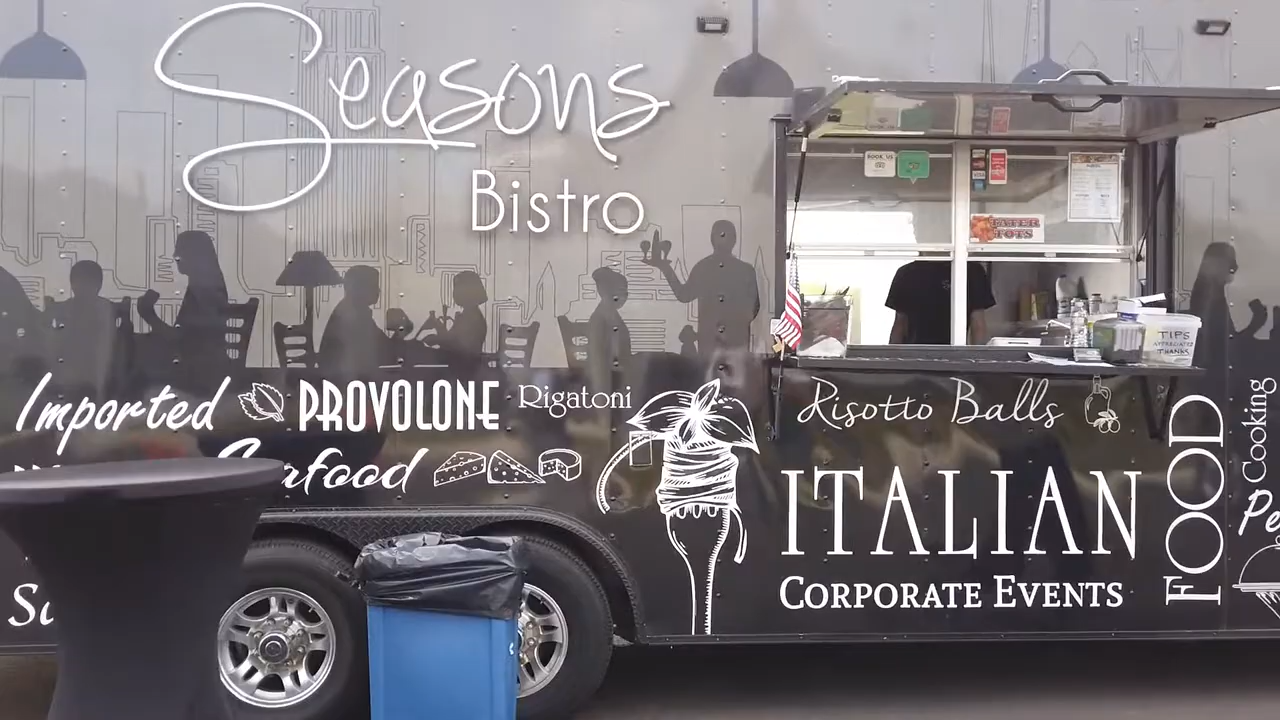 Seasons
Bistro
BOOK US
TATER
TOTS
TIPS
APPRECIATED
THANKS
Imported
PROVOLONE
Rigatoni
Risotto Balls
Seafood
ITALIAN
FOOD
Cooking
CORPORATE EVENTS